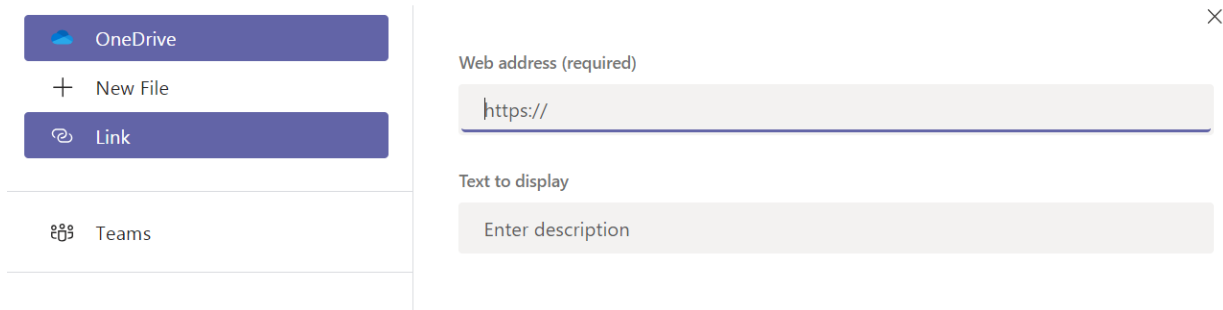 OneDrive
New File
Link
Teams
Web address (required)
https://
Text to display
Enter description